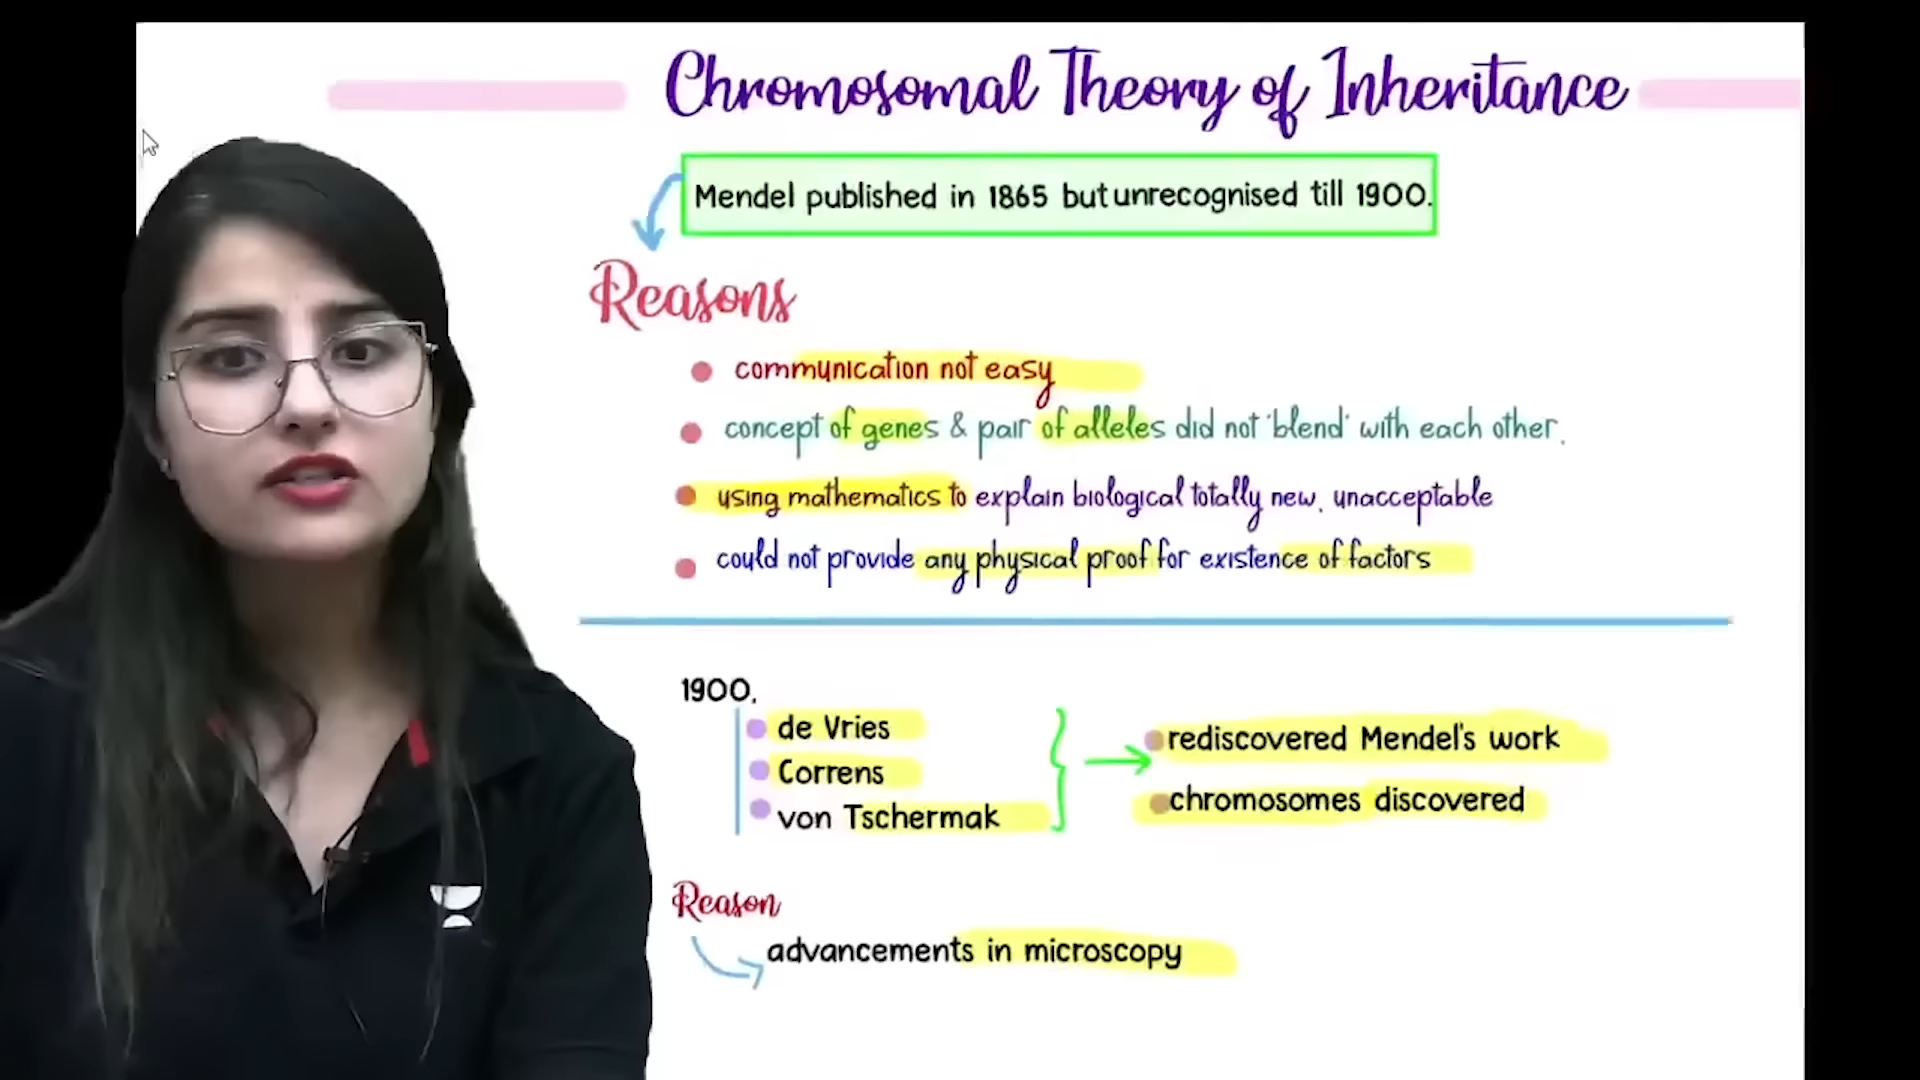 Chromosomal Theory of Inheritance
Mendel published in 1865 but unrecognised till 1900.
Reasons
communication not easy
concept of genes & pair of alleles did not 'blend' with each other.
using mathematics to explain biological totally new, unacceptable
could not provide any physical proof for existence of factors
1900,
de Vries
Correns
von Tschermak
rediscovered Mendel's work
chromosomes discovered
Reason
advancements in microscopy